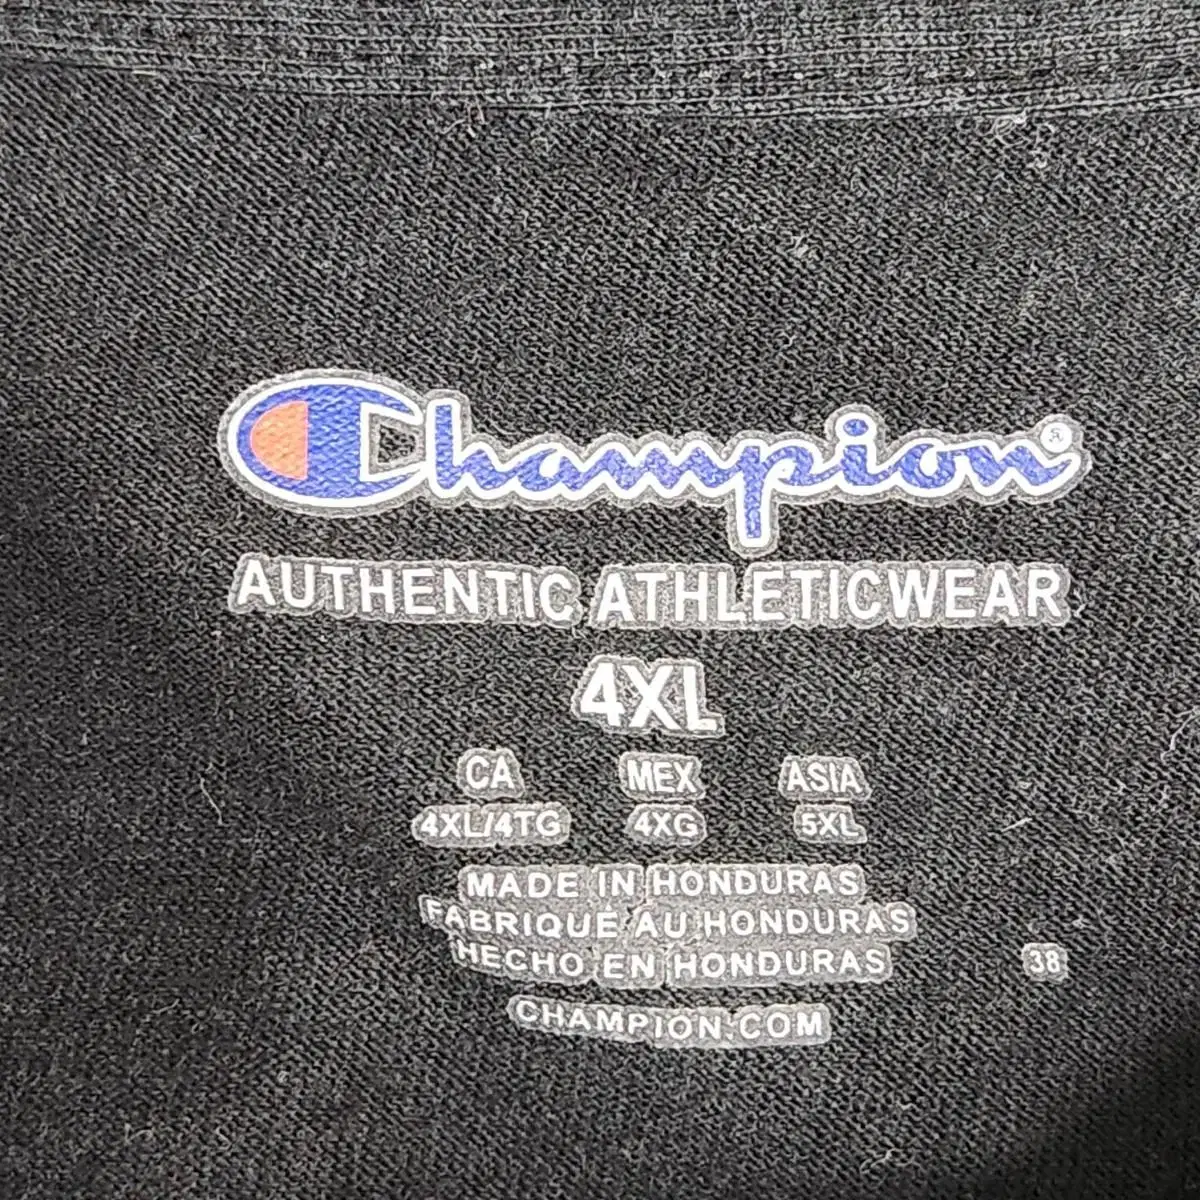 Champion®
AUTHENTIC ATHLETICWEAR
4XL
CA MEX ASIA
4XL/4TG 4XG 5XL
MADE IN HONDURAS
FABRIQUÉ AU HONDURAS
HECHO EN HONDURAS 38
CHAMPION.COM